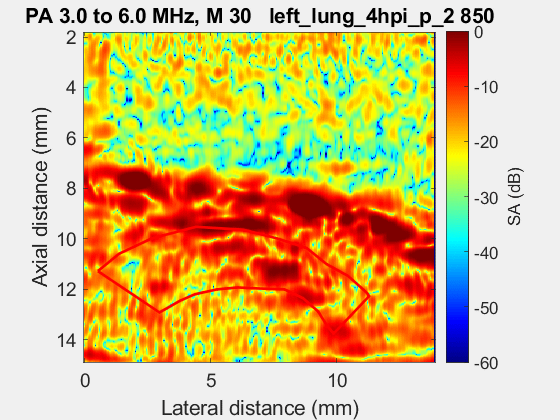 PA 3.0 to 6.0 MHz, M 30 left_lung_4hpi_p_2 850
2
4
6
8
10
12
14
Axial distance (mm)
0 5 10
Lateral distance (mm)
0
-10
-20
-30
-40
-50
-60
SA (dB)